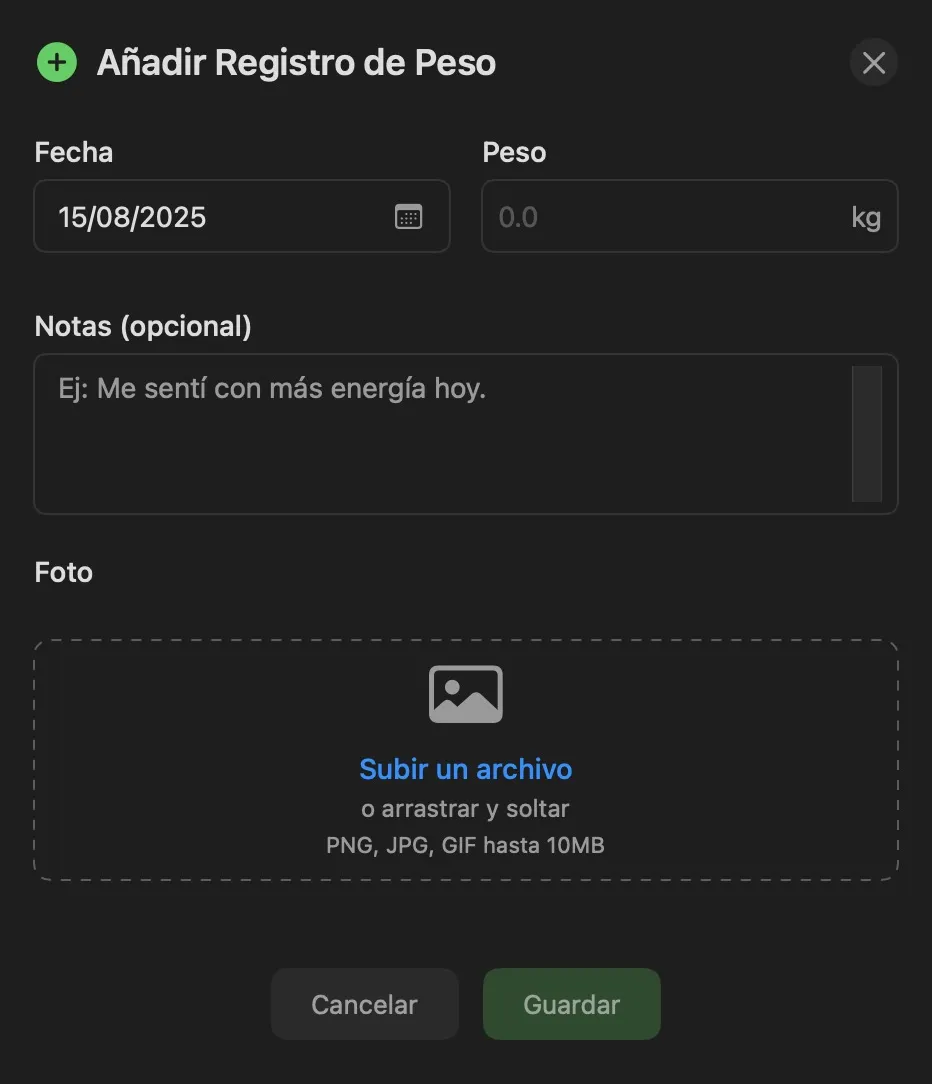 Añadir Registro de Peso
Fecha
Peso
15/08/2025
0.0
kg
Notas (opcional)
Ej: Me sentí con más energía hoy.
Foto
Subir un archivo
o arrastrar y soltar
PNG, JPG, GIF hasta 10MB
Cancelar
Guardar